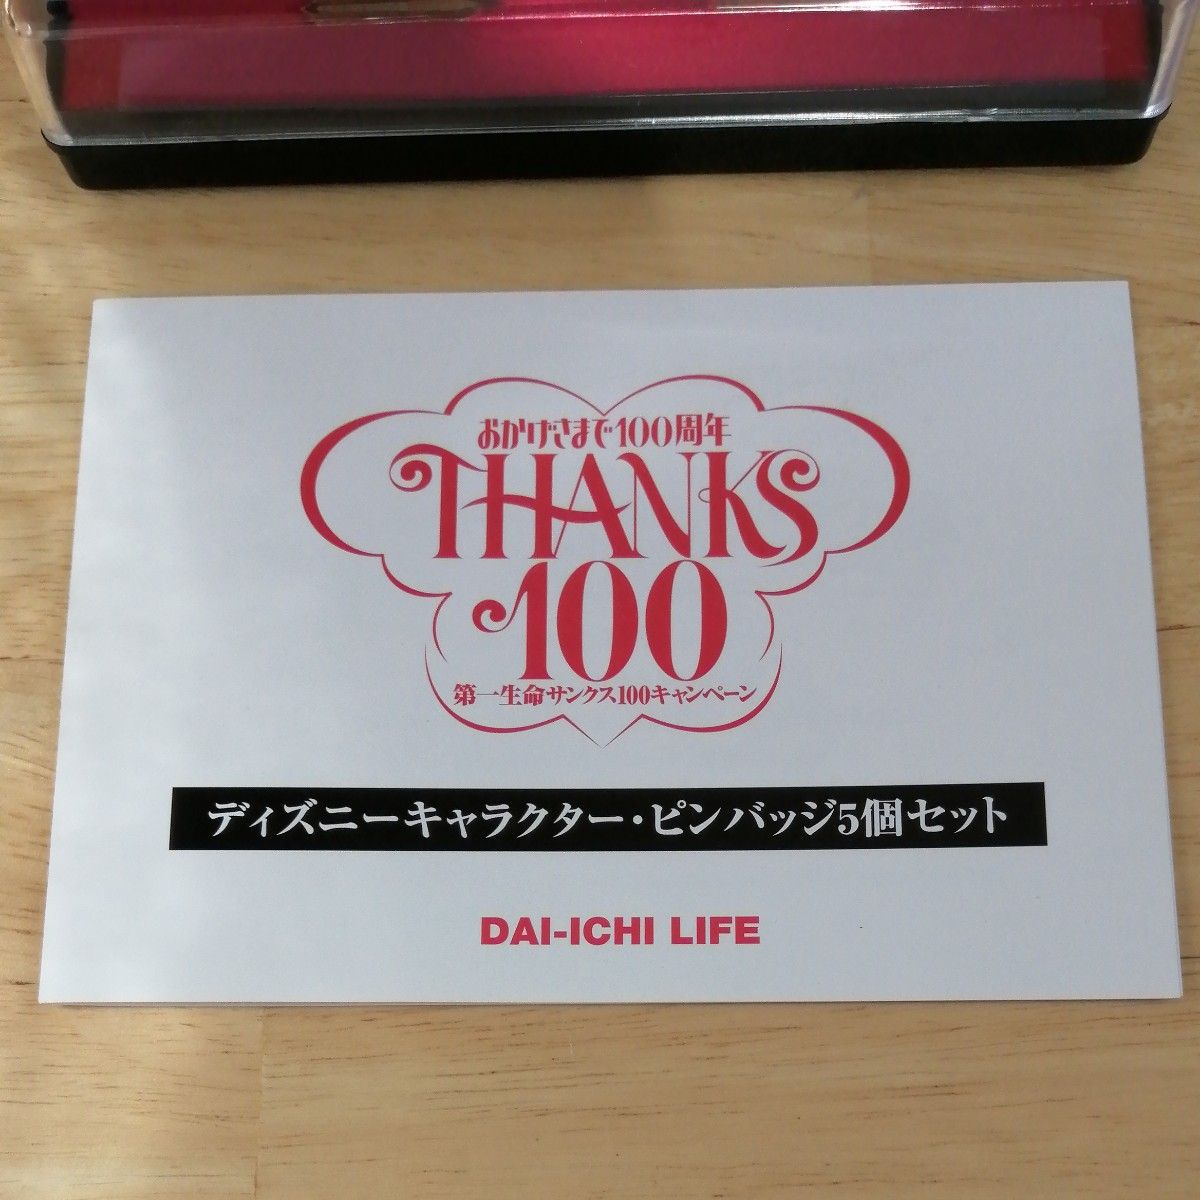 おかげさまで100周年
THANKS
100
第一生命サンクス100キャンペーン
ディズニーキャラクター・ピンバッジ5個セット
DAI-ICHI LIFE